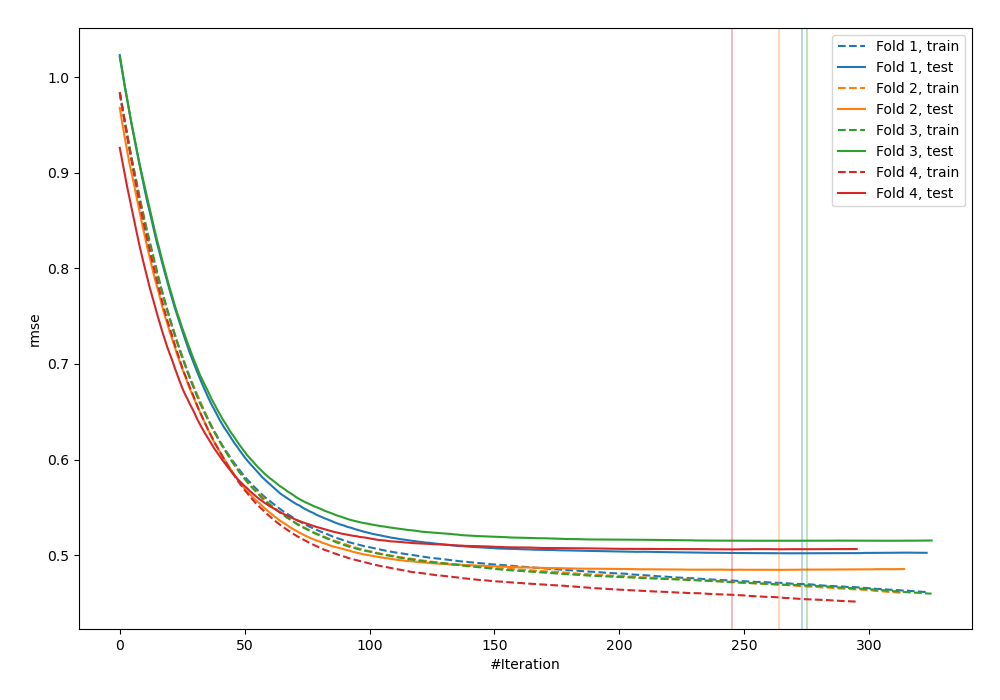 1.0
0.9
0.8
0.7
0.6
0.5
rmse
0
50
100
150
200
250
300
#Iteration
Fold 1, train
Fold 1, test
Fold 2, train
Fold 2, test
Fold 3, train
Fold 3, test
Fold 4, train
Fold 4, test